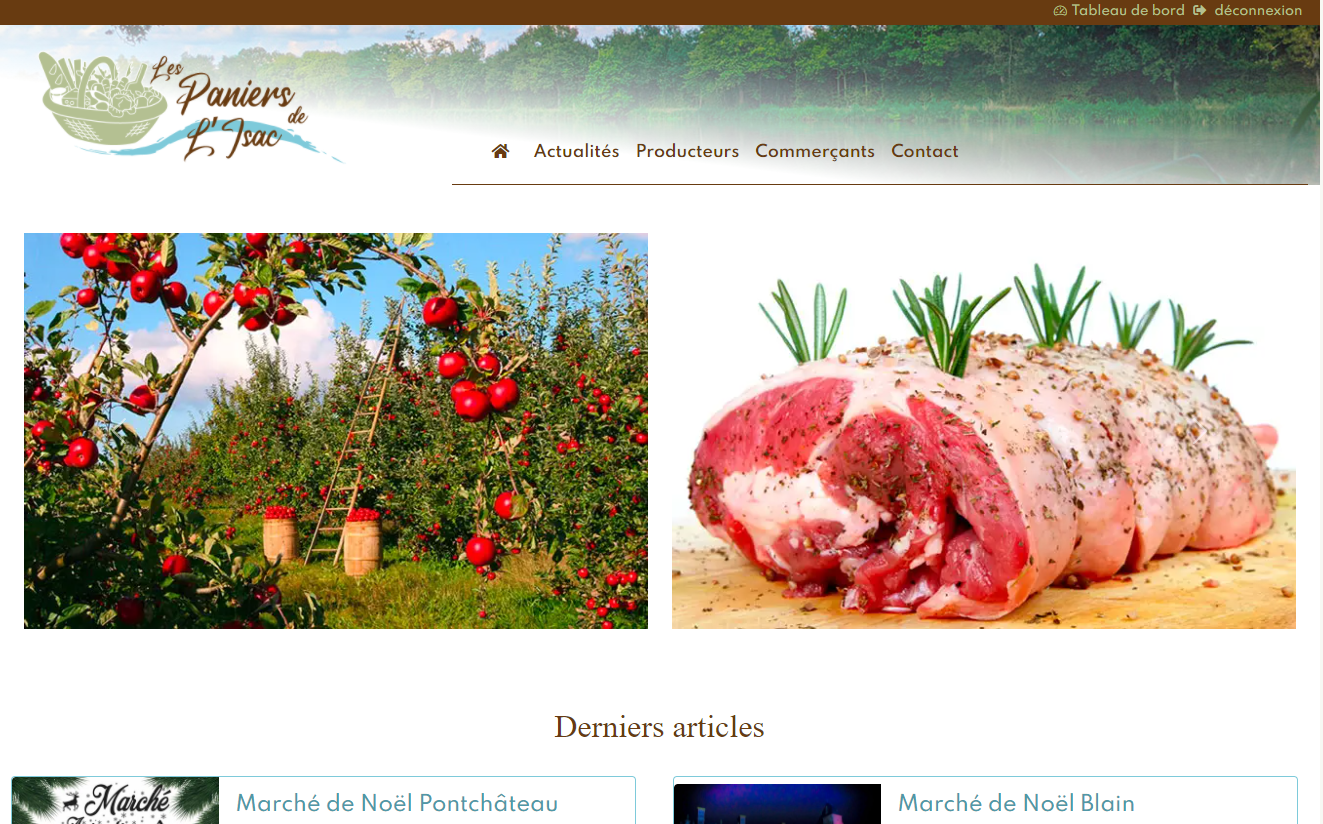 Tableau de bord déconnexion
Les
Paniers
de
L'Isac
Actualités Producteurs Commerçants Contact
Derniers articles
Marché
Marché de Noël Pontchâteau
Marché de Noël Blain